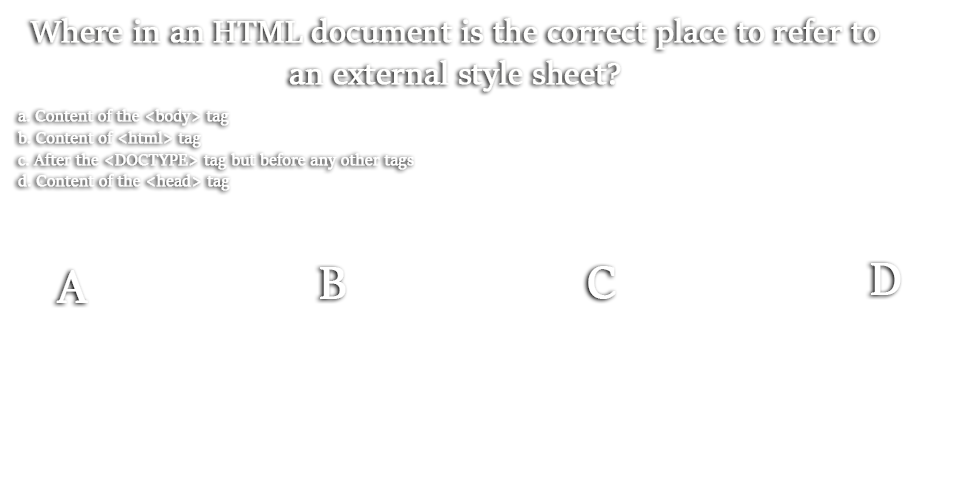 Where in an HTML document is the correct place to refer to
an external style sheet?
a. Content of the <body> tag
b. Content of <html> tag
c. After the <DOCTYPE> tag but before any other tags
d. Content of the <head> tag
A B C D